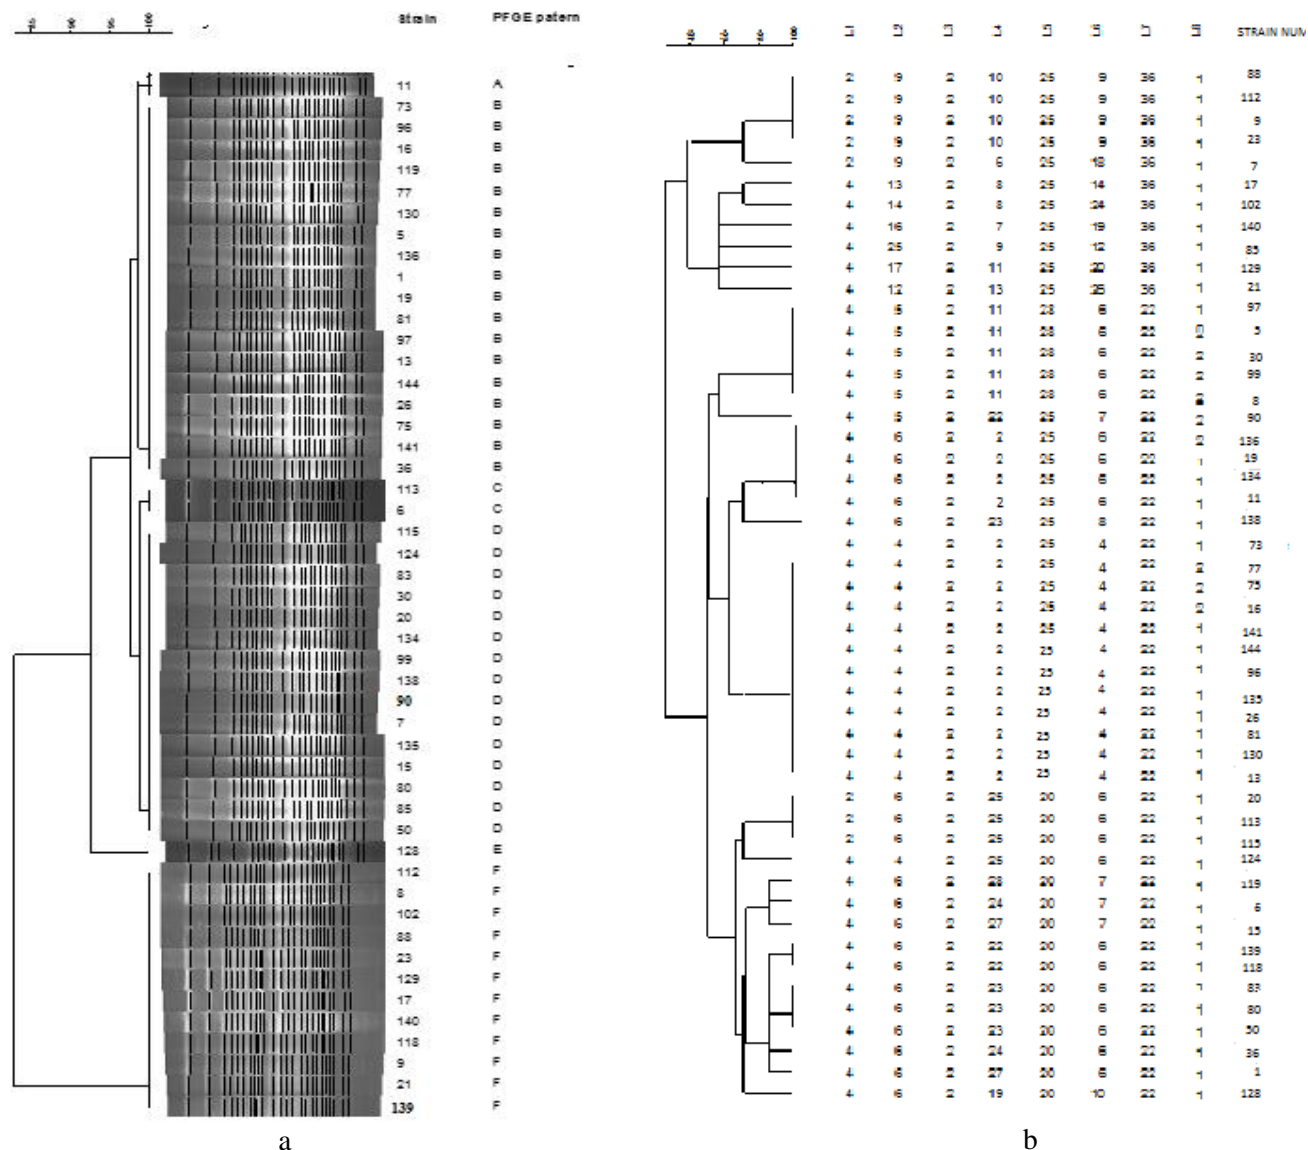 85 90 95 100
Strain PFGE patern
11 A
73 B
96 B
16 B
119 B
77 B
130 B
5 B
136 B
1 B
19 B
81 B
97 B
13 B
144 B
26 B
75 B
141 B
36 B
113 C
6 C
115 D
124 D
83 D
30 D
20 D
134 D
99 D
138 D
90 D
7 D
135 D
15 D
80 D
85 D
50 D
128 E
112 F
8 F
102 F
88 F
23 F
129 F
17 F
140 F
118 F
9 F
21 F
139 F
a
40 60 80 100
L1 L2 L3 L4 L5 L6 L7 L8 STRAIN NUM
2 9 2 10 25 9 36 1 88
2 9 2 10 25 9 36 1 112
2 9 2 10 25 9 36 1 9
2 9 2 10 25 9 36 1 23
2 9 2 6 25 18 36 1 7
4 13 2 8 25 14 36 1 17
4 14 2 8 25 24 36 1 102
4 16 2 7 25 19 36 1 140
4 25 2 9 25 12 36 1 85
4 17 2 11 25 20 36 1 129
4 12 2 13 25 26 36 1 21
4 5 2 11 28 6 22 1 97
4 5 2 11 28 6 22 2 5
4 5 2 11 28 6 22 2 30
4 5 2 11 28 6 22 2 99
4 5 2 11 28 6 22 2 8
4 5 2 22 25 7 22 2 90
4 6 2 2 25 6 22 2 136
4 6 2 2 25 6 22 1 19
4 6 2 2 25 6 22 1 134
4 6 2 2 25 6 22 1 11
4 6 2 23 25 8 22 1 138
4 4 2 2 25 4 22 1 73
4 4 2 2 25 4 22 2 77
4 4 2 2 25 4 22 2 75
4 4 2 2 25 4 22 2 16
4 4 2 2 25 4 22 1 141
4 4 2 2 25 4 22 1 144
4 4 2 2 25 4 22 1 96
4 4 2 2 25 4 22 1 135
4 4 2 2 25 4 22 1 26
4 4 2 2 25 4 22 1 81
4 4 2 2 25 4 22 1 130
4 4 2 2 25 4 22 1 13
2 6 2 25 20 6 22 1 20
2 6 2 25 20 6 22 1 113
2 6 2 25 20 6 22 1 115
4 4 2 25 20 6 22 1 124
4 6 2 28 20 7 22 1 119
4 6 2 24 20 7 22 1 6
4 6 2 27 20 7 22 1 15
4 6 2 22 20 6 22 1 139
4 6 2 22 20 6 22 1 118
4 6 2 23 20 6 22 1 83
4 6 2 23 20 6 22 1 80
4 6 2 23 20 6 22 1 50
4 6 2 24 20 6 22 1 36
4 6 2 27 20 6 22 1 1
4 6 2 19 20 10 22 1 128
b